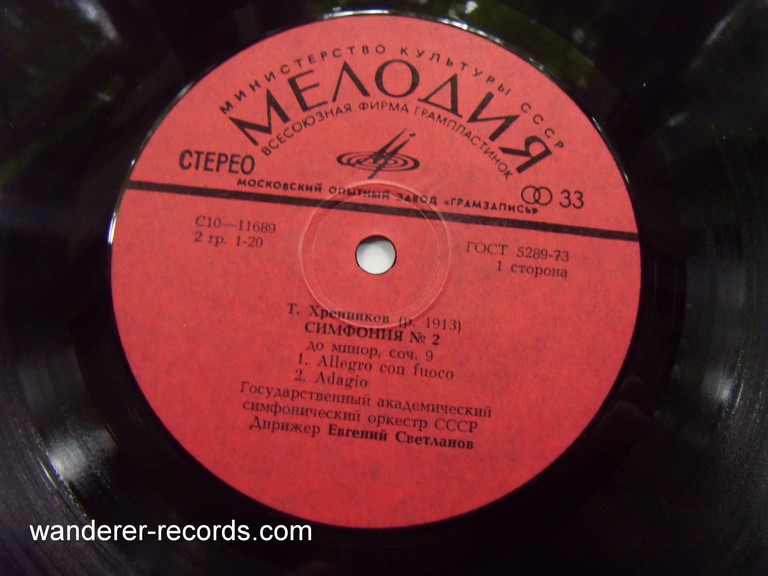 МИНИСТЕРСТВО КУЛЬТУРЫ СССР
МЕЛОДИЯ
ВСЕСОЮЗНАЯ ФИРМА ГРАМПЛАСТИНОК
СТЕРЕО
33
МОСКОВСКИЙ ОПЫТНЫЙ ЗАВОД «ГРАМЗАПИСЬ»
С10—11689
2 гр. 1-20
ГОСТ 5289-73
1 сторона
Т. Хренников (р. 1913)
СИМФОНИЯ № 2
до минор, соч. 9
1. Allegro con fuoco
2. Adagio
Государственный академический
симфонический оркестр СССР
Дирижер Евгений Светланов
wanderer-records.com